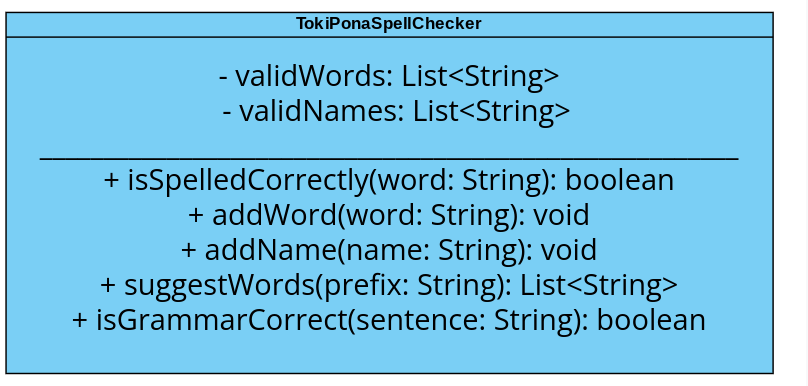 TokiPonaSpellChecker
- validWords: List<String>
- validNames: List<String>
+ isSpelledCorrectly(word: String): boolean
+ addWord(word: String): void
+ addName(name: String): void
+ suggestWords(prefix: String): List<String>
+ isGrammarCorrect(sentence: String): boolean